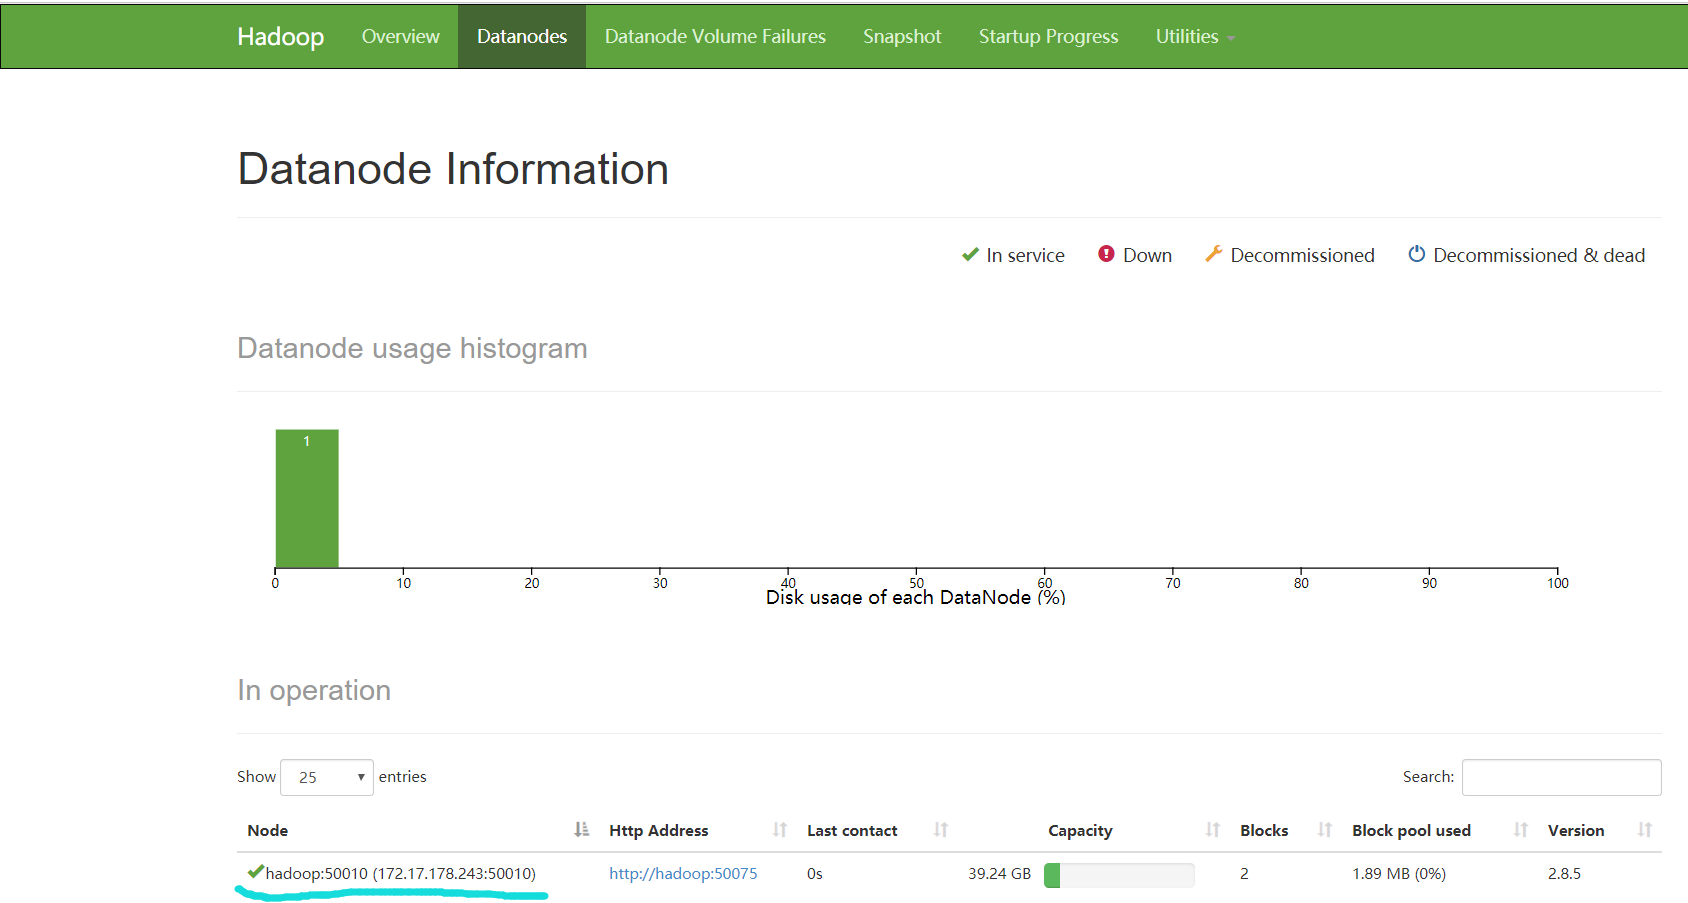 Hadoop Overview Datanodes Datanode Volume Failures Snapshot Startup Progress Utilities
Datanode Information
In service Down Decommissioned Decommissioned & dead
Datanode usage histogram
1
0 10 20 30 40 50 60 70 80 90 100
Disk usage of each DataNode (%)
In operation
Show 25 entries Search:
Node Http Address Last contact Capacity Blocks Block pool used Version
hadoop:50010 (172.17.178.243:50010) http://hadoop:50075 0s 39.24 GB 2 1.89 MB (0%) 2.8.5